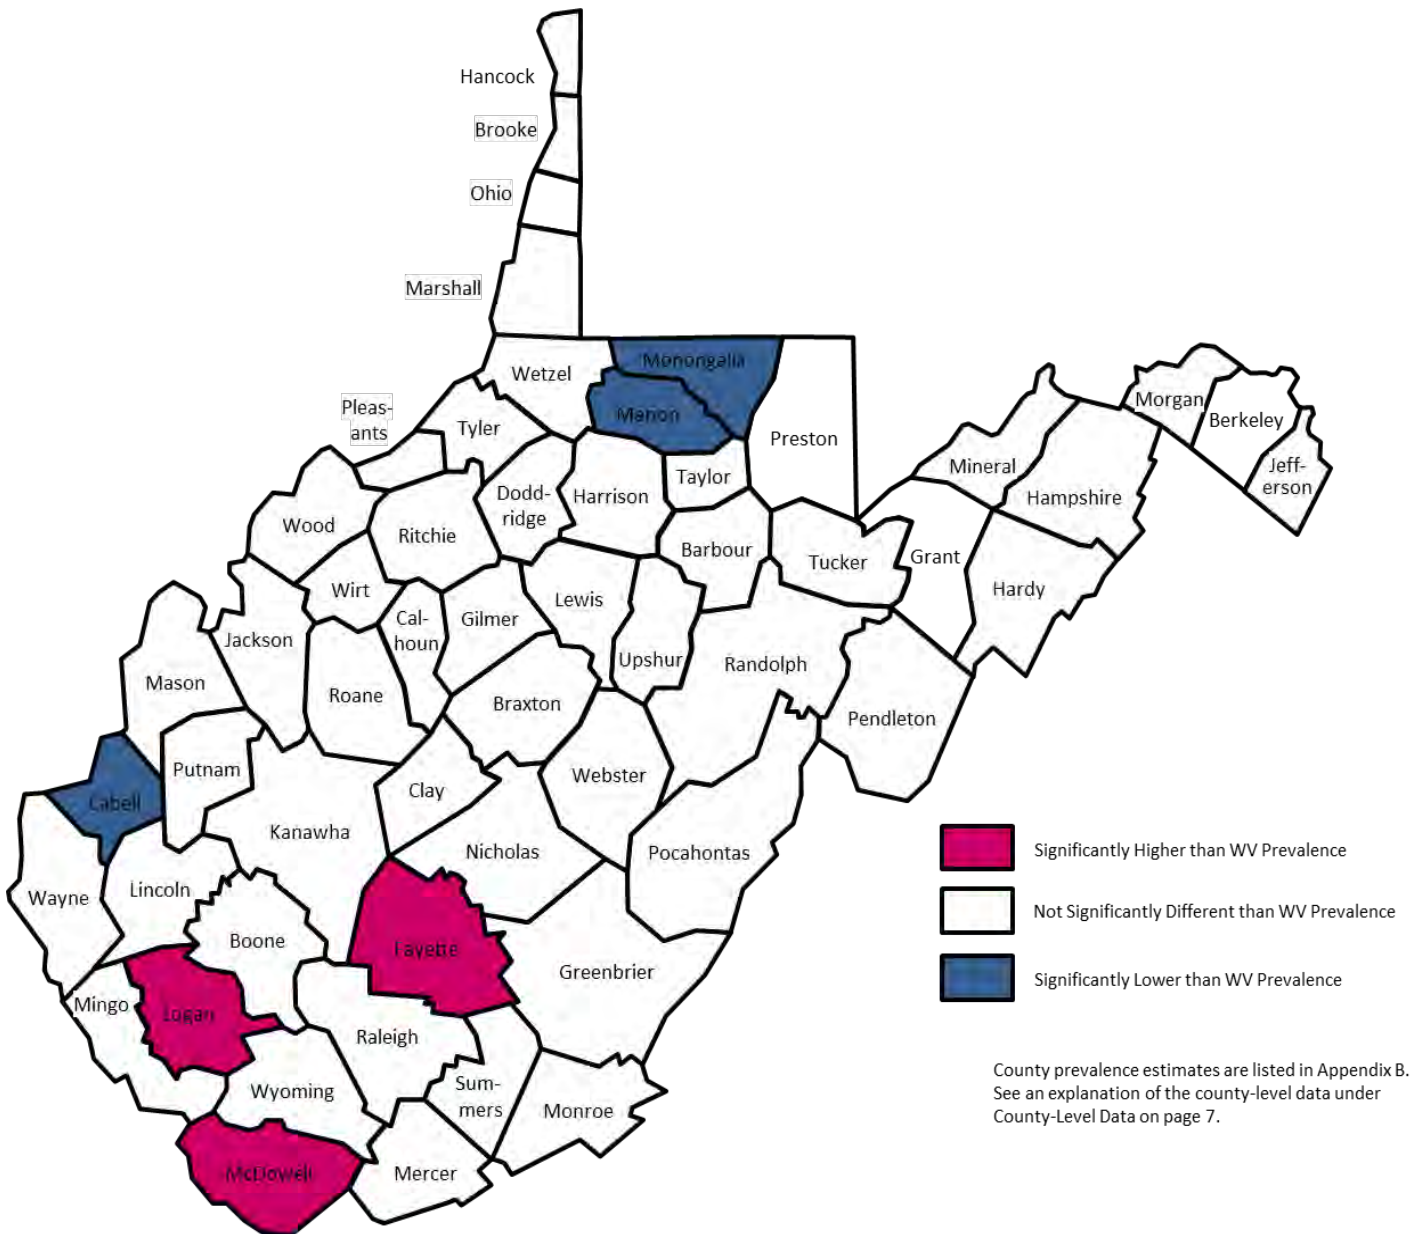 Hancock
Brooke
Ohio
Marshall
Monongalia
Wetzel
Marion
Pleas-
ants
Tyler
Preston
Morgan
Berkeley
Jeff-
erson
Mineral
Hampshire
Taylor
Dodd-
ridge
Harrison
Wood
Ritchie
Barbour
Tucker
Grant
Hardy
Wirt
Cal-
houn
Gilmer
Lewis
Jackson
Upshur
Randolph
Mason
Roane
Braxton
Pendleton
Putnam
Webster
Clay
Cabell
Kanawha
Nicholas
Pocahontas
Wayne
Lincoln
Boone
Fayette
Greenbrier
Mingo
Logan
Raleigh
Wyoming
Sum-
mers
Monroe
McDowell
Mercer
Significantly Higher than WV Prevalence
Not Significantly Different than WV Prevalence
Significantly Lower than WV Prevalence
County prevalence estimates are listed in Appendix B.
See an explanation of the county-level data under
County-Level Data on page 7.